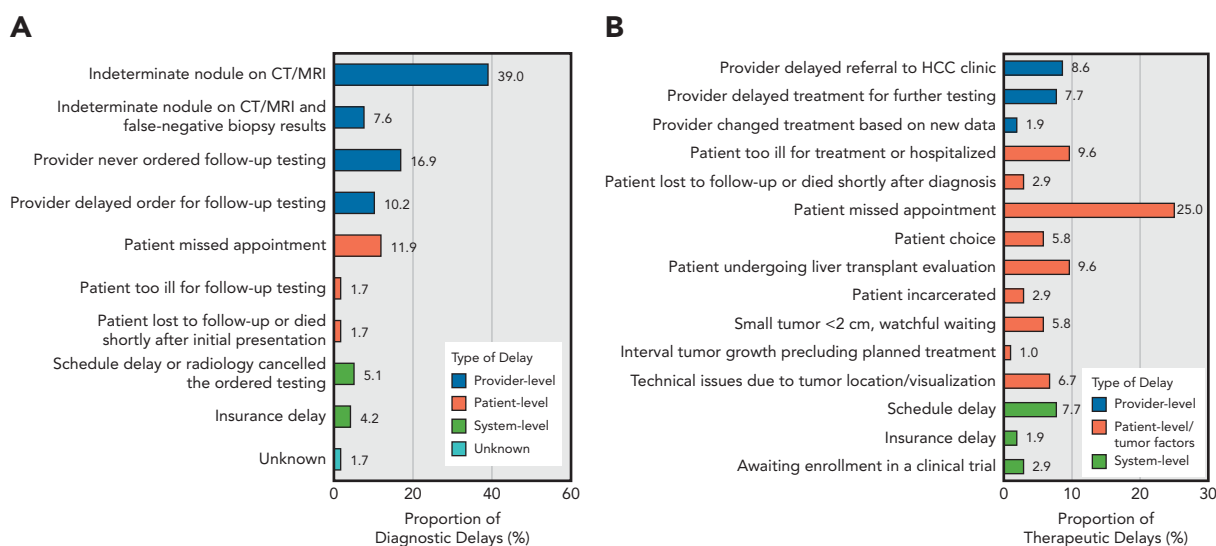 A
Indeterminate nodule on CT/MRI
39.0
Indeterminate nodule on CT/MRI and
false-negative biopsy results
7.6
Provider never ordered follow-up testing
16.9
Provider delayed order for follow-up testing
10.2
Patient missed appointment
11.9
Patient too ill for follow-up testing
1.7
Patient lost to follow-up or died
shortly after initial presentation
1.7
Schedule delay or radiology cancelled
the ordered testing
5.1
Insurance delay
4.2
Unknown
1.7
Type of Delay
Provider-level
Patient-level
System-level
Unknown
0 20 40 60
Proportion of
Diagnostic Delays (%)
B
Provider delayed referral to HCC clinic
8.6
Provider delayed treatment for further testing
7.7
Provider changed treatment based on new data
1.9
Patient too ill for treatment or hospitalized
9.6
Patient lost to follow-up or died shortly after diagnosis
2.9
Patient missed appointment
25.0
Patient choice
5.8
Patient undergoing liver transplant evaluation
9.6
Patient incarcerated
2.9
Small tumor <2 cm, watchful waiting
5.8
Interval tumor growth precluding planned treatment
1.0
Technical issues due to tumor location/visualization
6.7
Schedule delay
7.7
Insurance delay
1.9
Awaiting enrollment in a clinical trial
2.9
Type of Delay
Provider-level
Patient-level/
tumor factors
System-level
0 10 20 30
Proportion of
Therapeutic Delays (%)